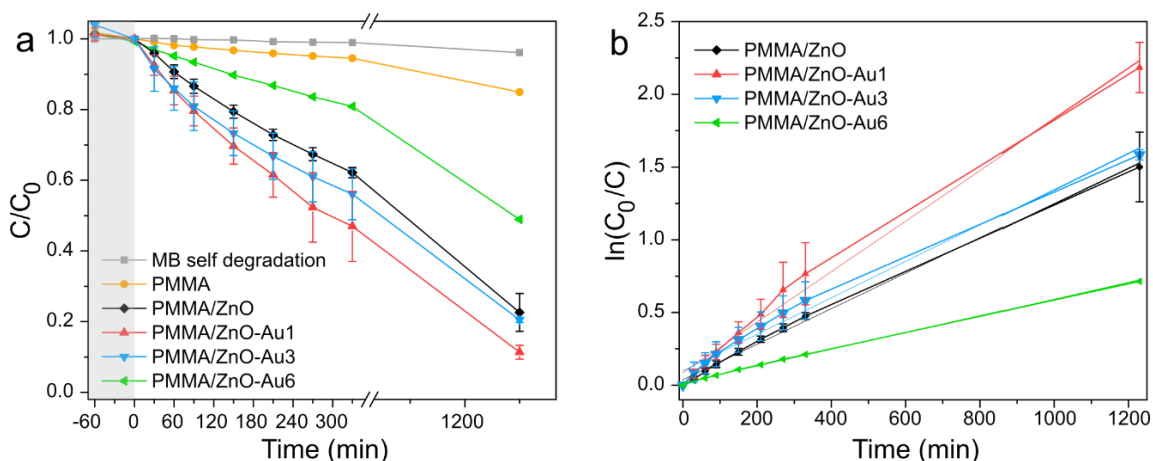 a
1.0
0.8
0.6
0.4
0.2
0.0
C/C0
MB self degradation
PMMA
PMMA/ZnO
PMMA/ZnO-Au1
PMMA/ZnO-Au3
PMMA/ZnO-Au6
-60 0 60 120 180 240 300 1200
Time (min)
b
2.5
2.0
1.5
1.0
0.5
0.0
ln(C0/C)
PMMA/ZnO
PMMA/ZnO-Au1
PMMA/ZnO-Au3
PMMA/ZnO-Au6
0 200 400 600 800 1000 1200
Time (min)